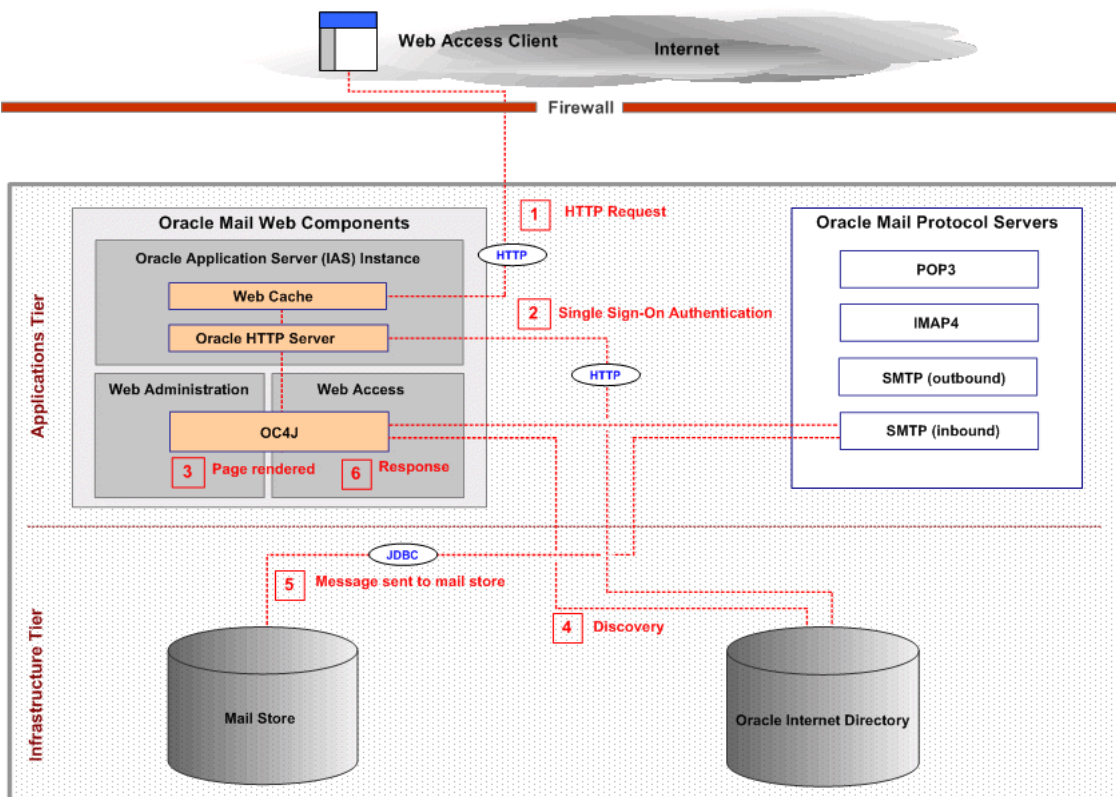 Web Access Client
Internet
Firewall
Applications Tier
Oracle Mail Web Components
Oracle Application Server (IAS) Instance
Web Cache
Oracle HTTP Server
Web Administration
Web Access
OC4J
3 Page rendered
6 Response
1 HTTP Request
HTTP
2 Single Sign-On Authentication
HTTP
Oracle Mail Protocol Servers
POP3
IMAP4
SMTP (outbound)
SMTP (inbound)
Infrastructure Tier
JDBC
5 Message sent to mail store
4 Discovery
Mail Store
Oracle Internet Directory